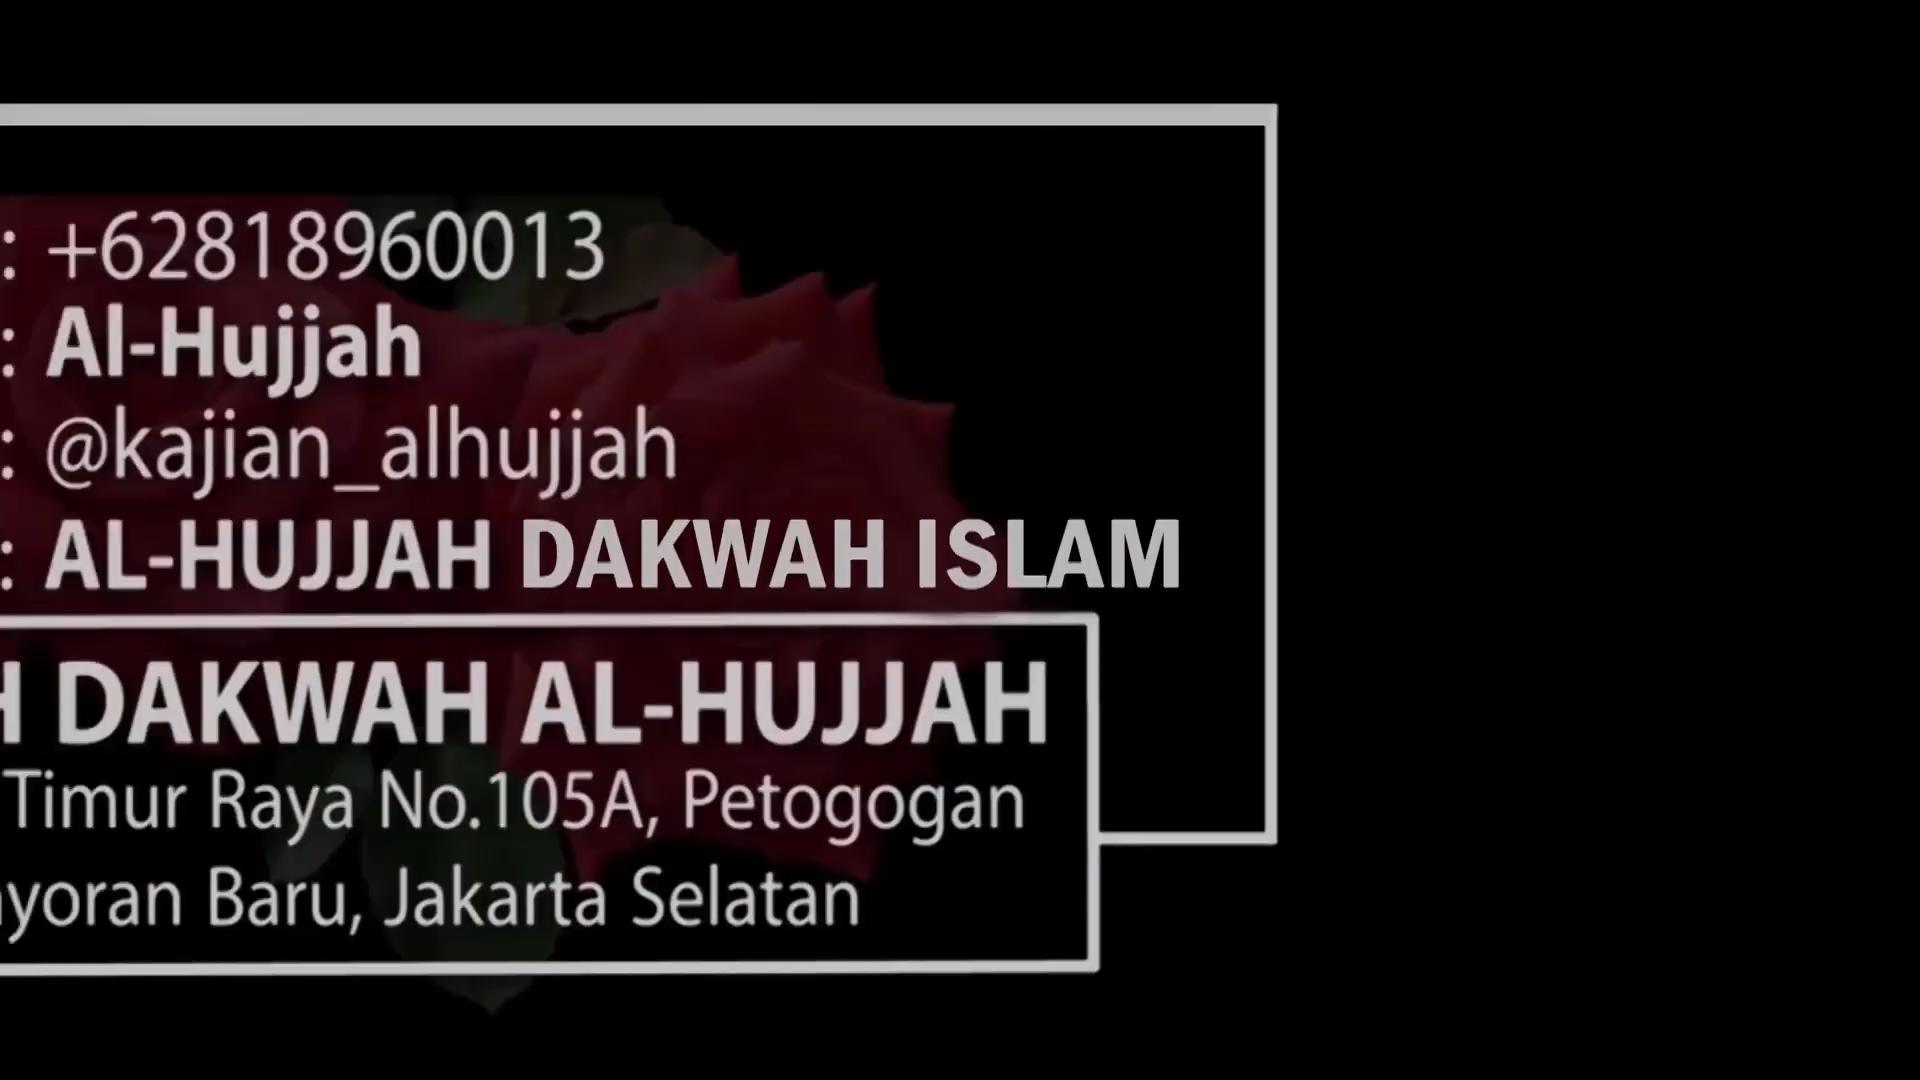 : +62818960013
: Al-Hujjah
: @kajian_alhujjah
: AL-HUJJAH DAKWAH ISLAM
DAKWAH AL-HUJJAH
Timur Raya No.105A, Petogogan
Baru, Jakarta Selatan